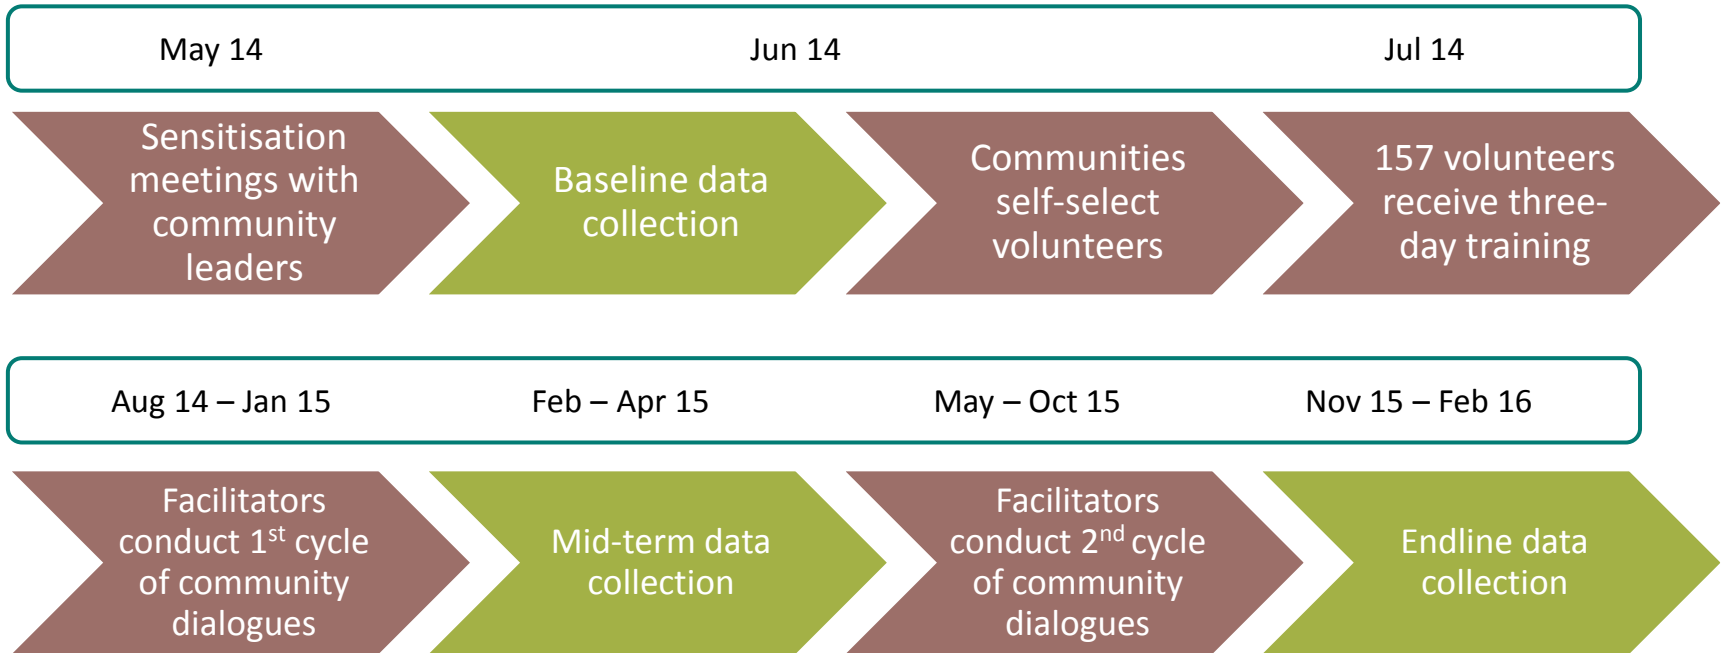 May 14
Jun 14
Jul 14
Sensitisation
meetings with
community
leaders
Baseline data
collection
Communities
self-select
volunteers
157 volunteers
receive three-
day training
Aug 14 – Jan 15
Feb – Apr 15
May – Oct 15
Nov 15 – Feb 16
Facilitators
conduct 1st cycle
of community
dialogues
Mid-term data
collection
Facilitators
conduct 2nd cycle
of community
dialogues
Endline data
collection